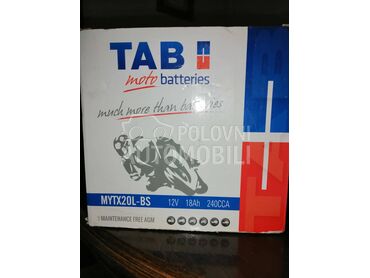 TAB
moto batteries
much more than batteries
POLOVNI
AUTOMOBILI
MYTX20L-BS 12V 18Ah 240CCA
MAINTENANCE FREE AGM